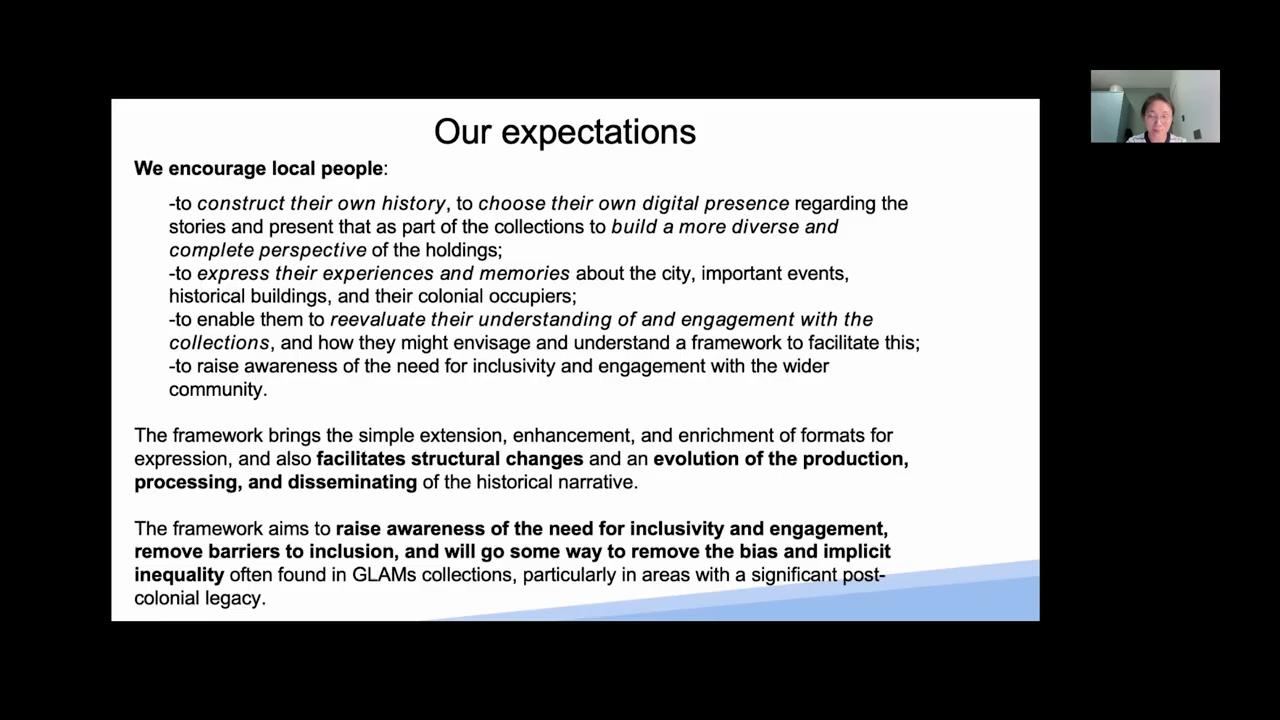 Our expectations
We encourage local people:
-to construct their own history, to choose their own digital presence regarding the
stories and present that as part of the collections to build a more diverse and
complete perspective of the holdings;
-to express their experiences and memories about the city, important events,
historical buildings, and their colonial occupiers;
-to enable them to reevaluate their understanding of and engagement with the
collections, and how they might envisage and understand a framework to facilitate this;
-to raise awareness of the need for inclusivity and engagement with the wider
community.
The framework brings the simple extension, enhancement, and enrichment of formats for
expression, and also facilitates structural changes and an evolution of the production,
processing, and disseminating of the historical narrative.
The framework aims to raise awareness of the need for inclusivity and engagement,
remove barriers to inclusion, and will go some way to remove the bias and implicit
inequality often found in GLAMs collections, particularly in areas with a significant post-
colonial legacy.